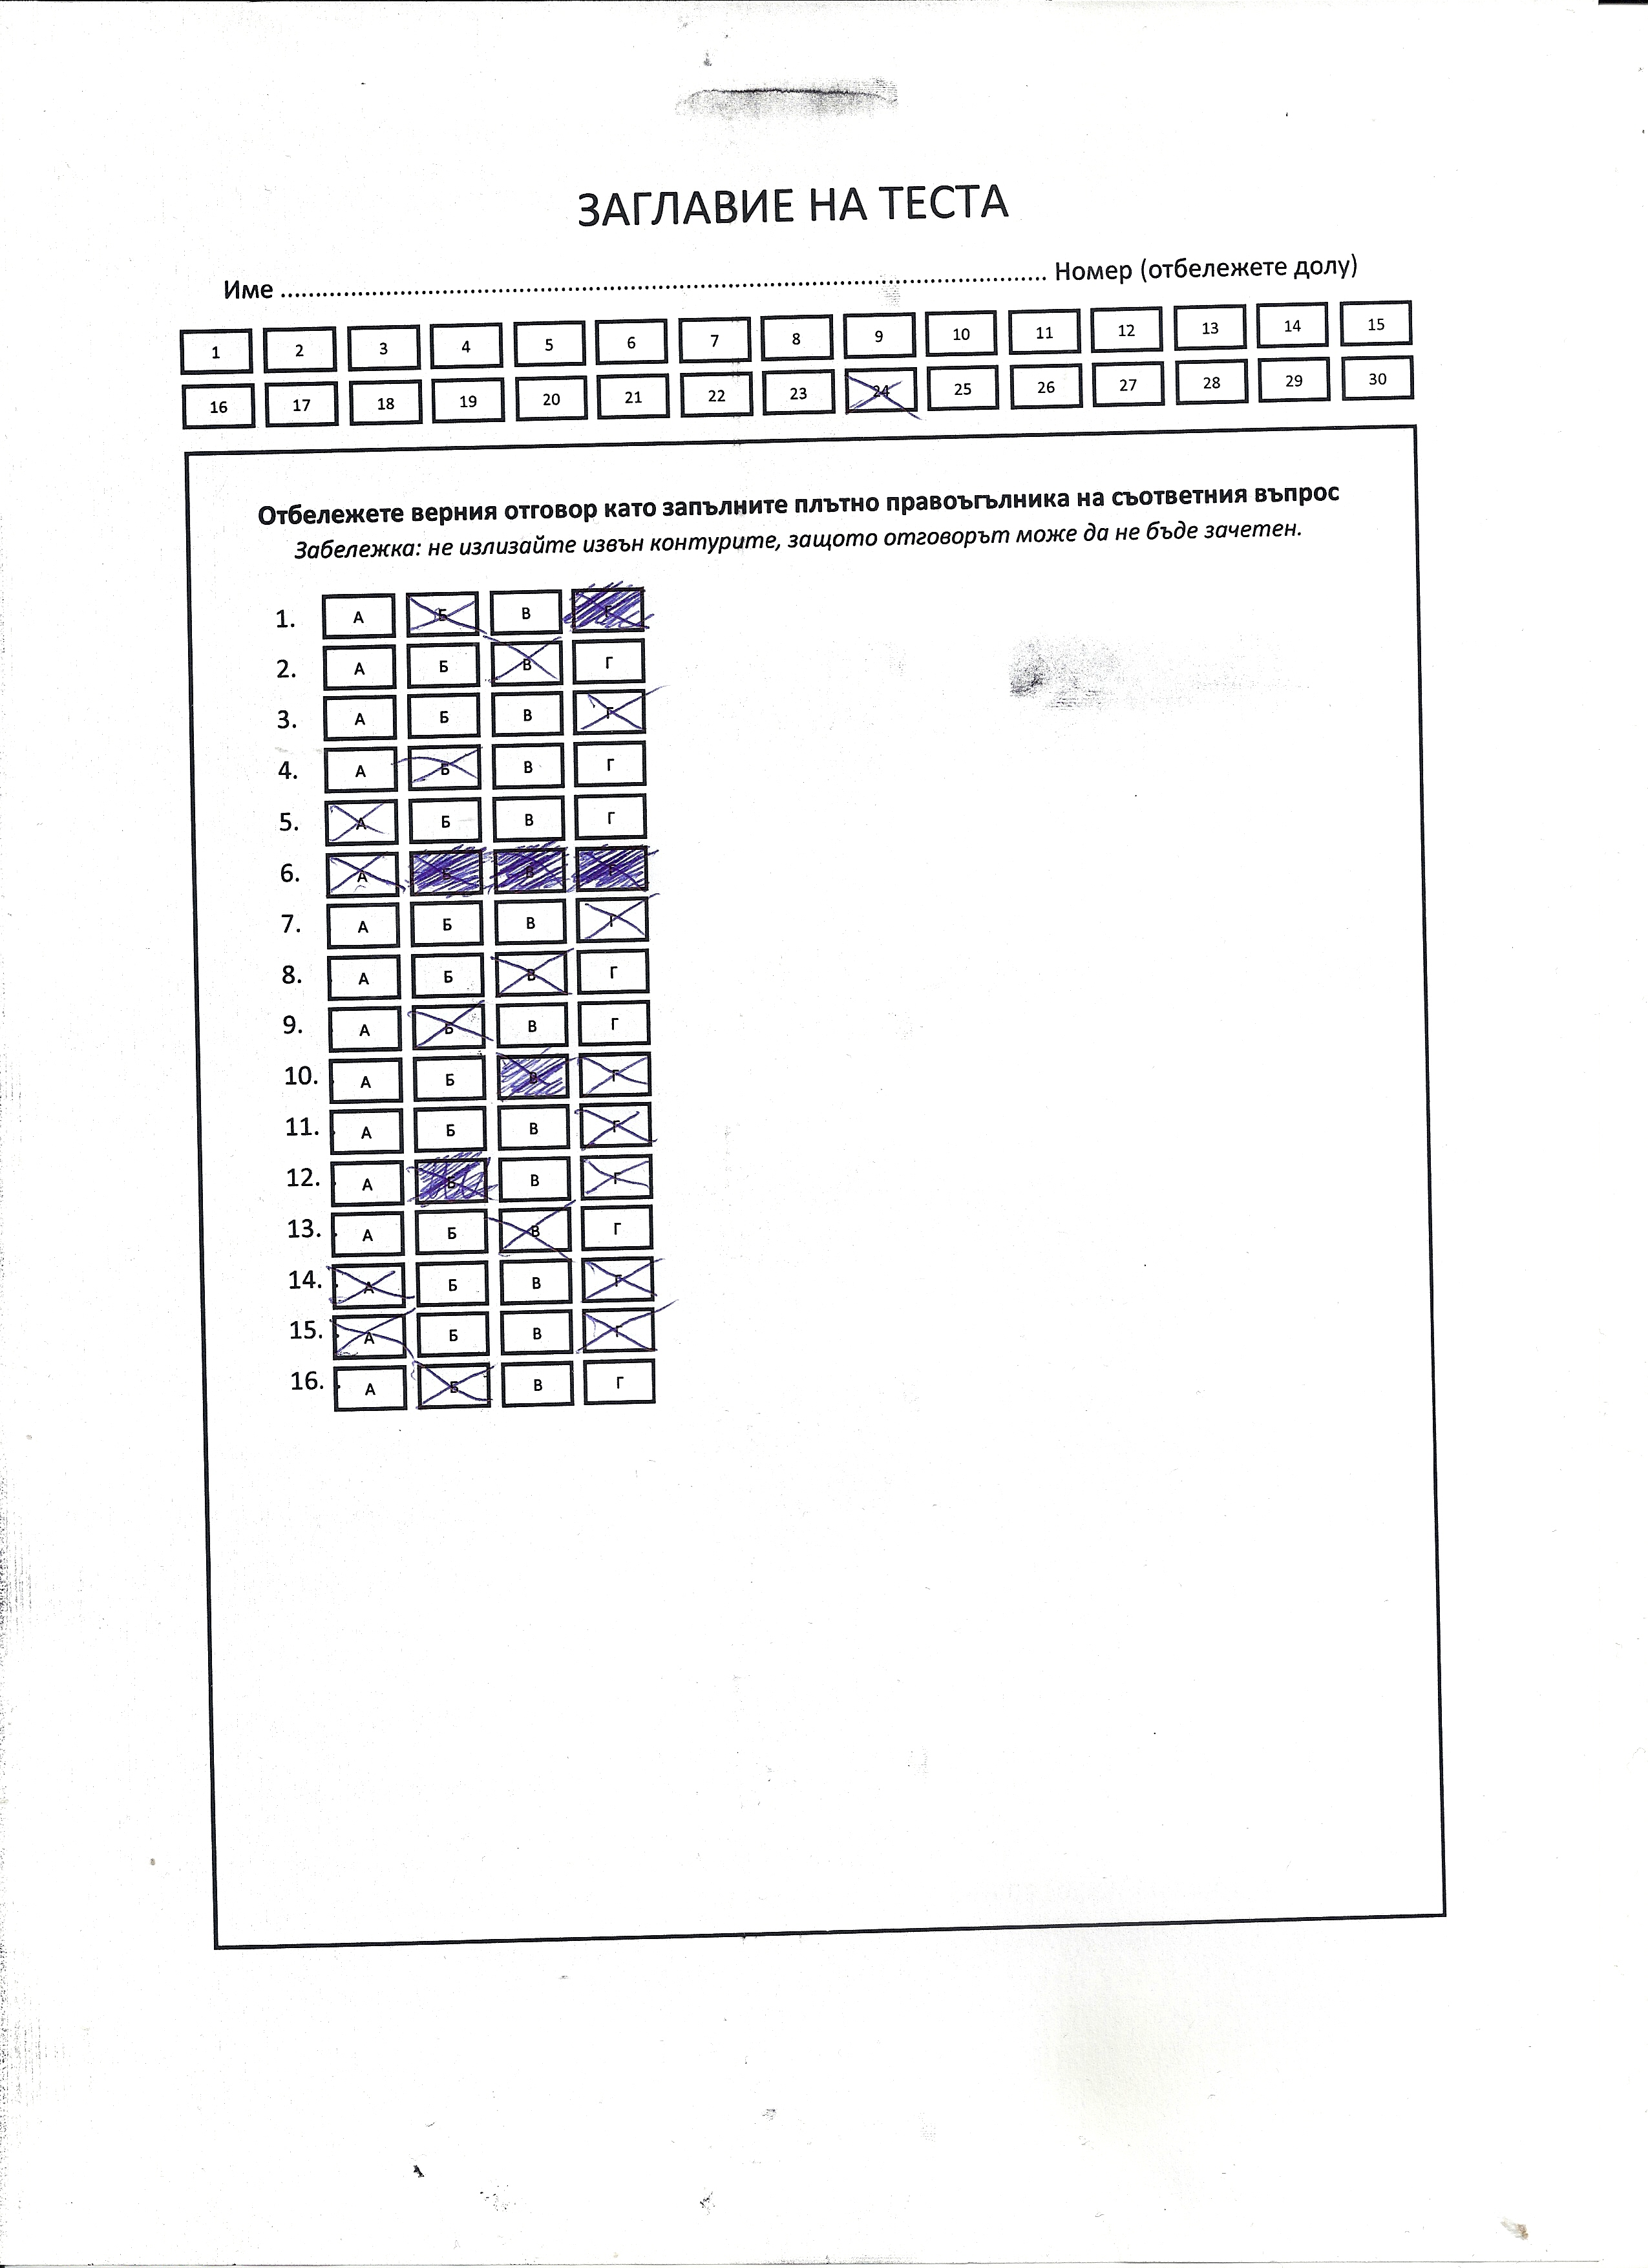 ЗАГЛАВИЕ НА ТЕСТА
Име ............................................................................................................... Номер (отбележете долу)
1 2 3 4 5 6 7 8 9 10 11 12 13 14 15
16 17 18 19 20 21 22 23 24 25 26 27 28 29 30
Отбележете верния отговор като запълните плътно правоъгълника на съответния въпрос
Забележка: не излизайте извън контурите, защото отговорът може да не бъде зачетен.
1. А Б В Г
2. А Б В Г
3. А Б В Г
4. А Б В Г
5. А Б В Г
6. А Б В Г
7. А Б В Г
8. А Б В Г
9. А Б В Г
10. А Б В Г
11. А Б В Г
12. А Б В Г
13. А Б В Г
14. А Б В Г
15. А Б В Г
16. А Б В Г